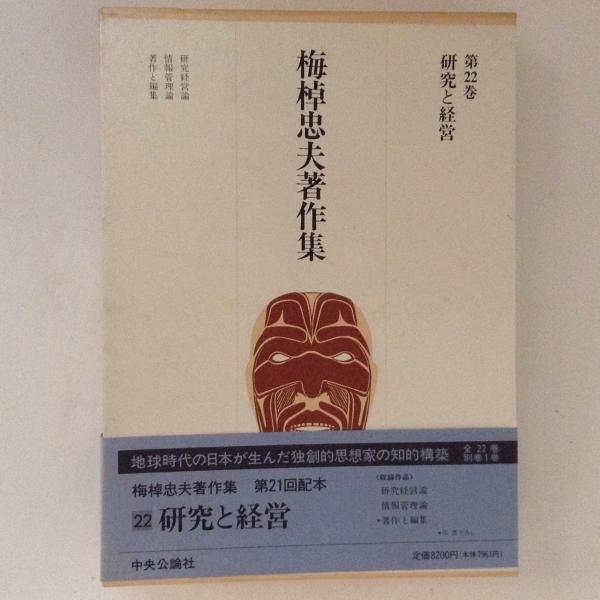 第22巻
研究と経営
梅棹忠夫著作集
研究経営論
情報管理論
著作と編集
地球時代の日本が生んだ独創的思想家の知的構築
全22巻
別巻1巻
梅棹忠夫著作集 第21回配本
22 研究と経営
中央公論社
〈収録作品〉
研究経営論
情報管理論
•著作と編集
定価8200円(本体7961円)